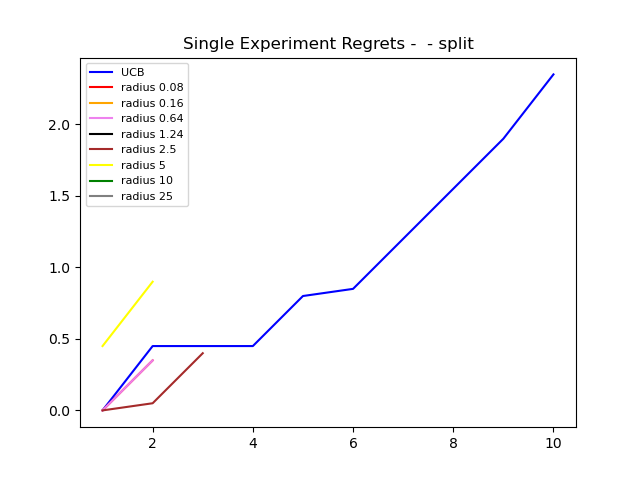 Single Experiment Regrets -  - split
UCB
radius 0.08
radius 0.16
radius 0.64
radius 1.24
radius 2.5
radius 5
radius 10
radius 25
2.0
1.5
1.0
0.5
0.0
2 4 6 8 10